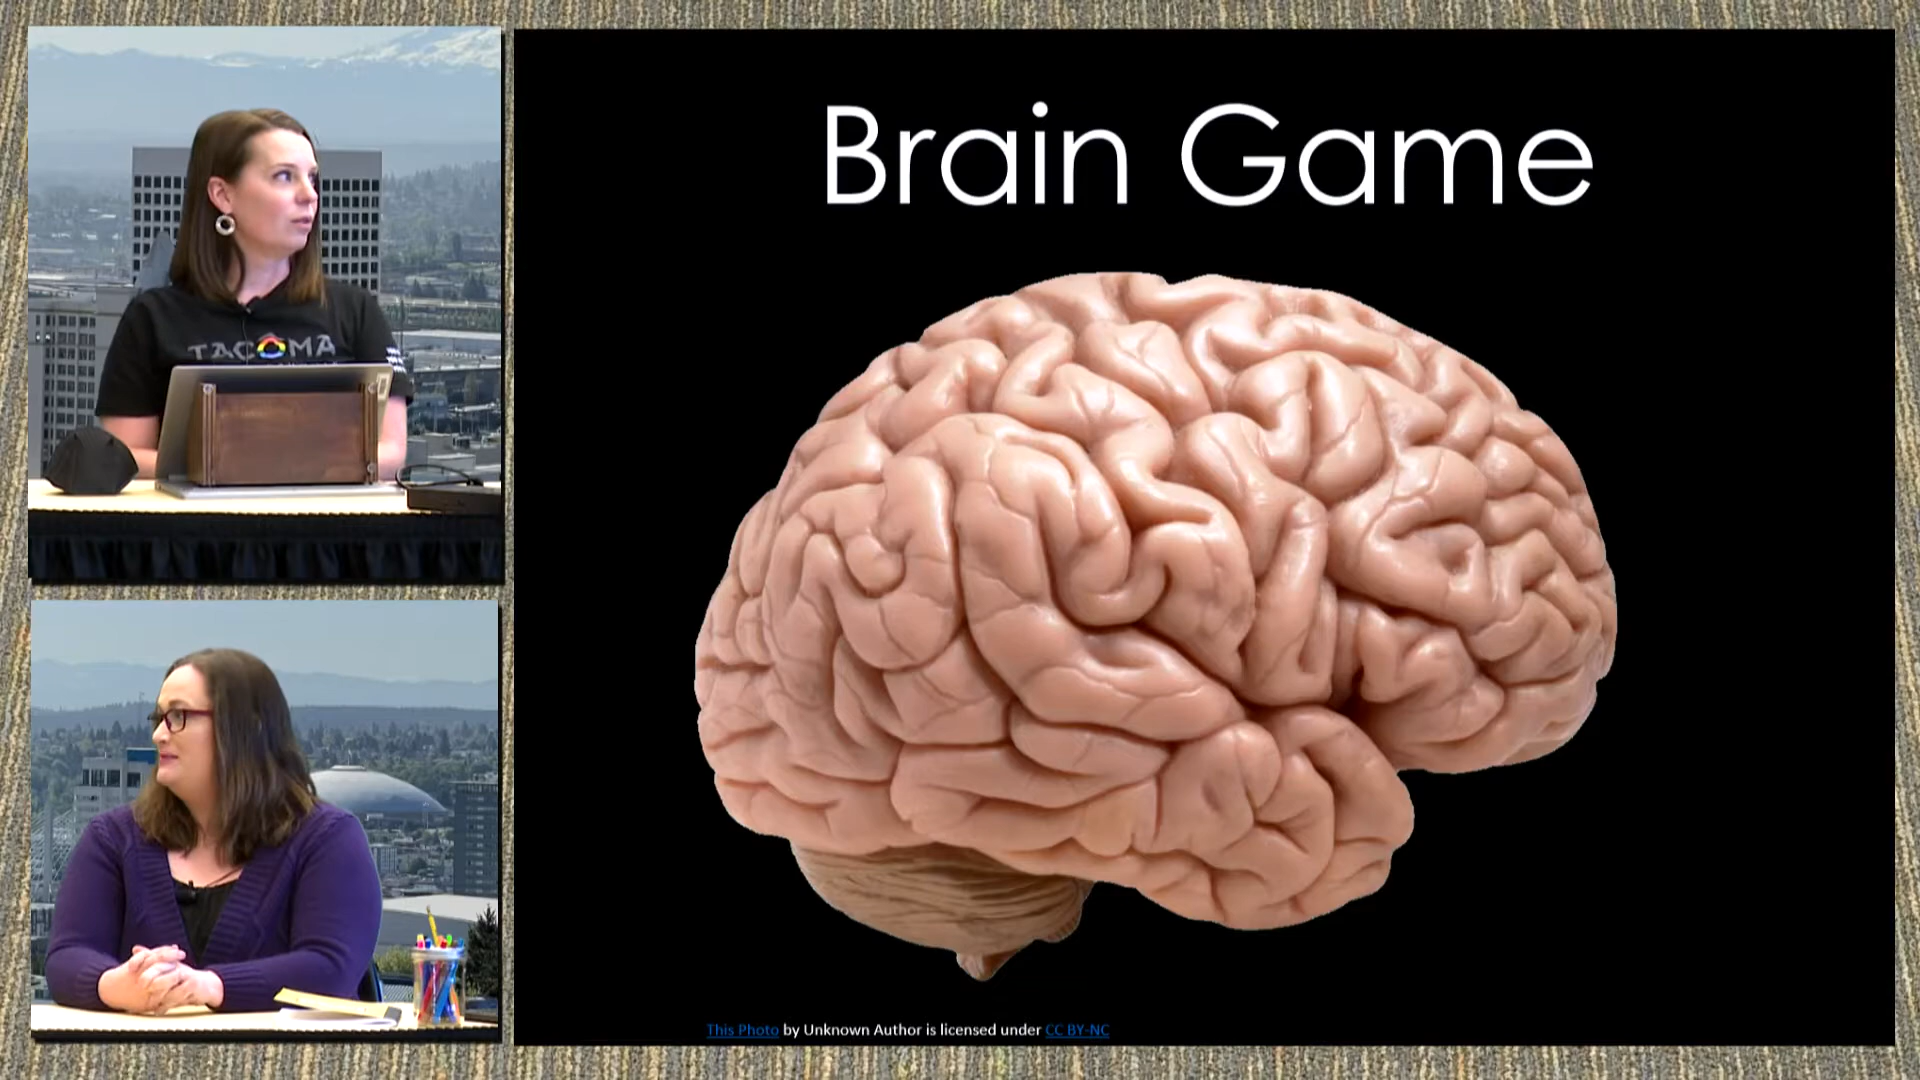 TACOMA
Brain Game
This Photo by Unknown Author is licensed under CC BY-NC